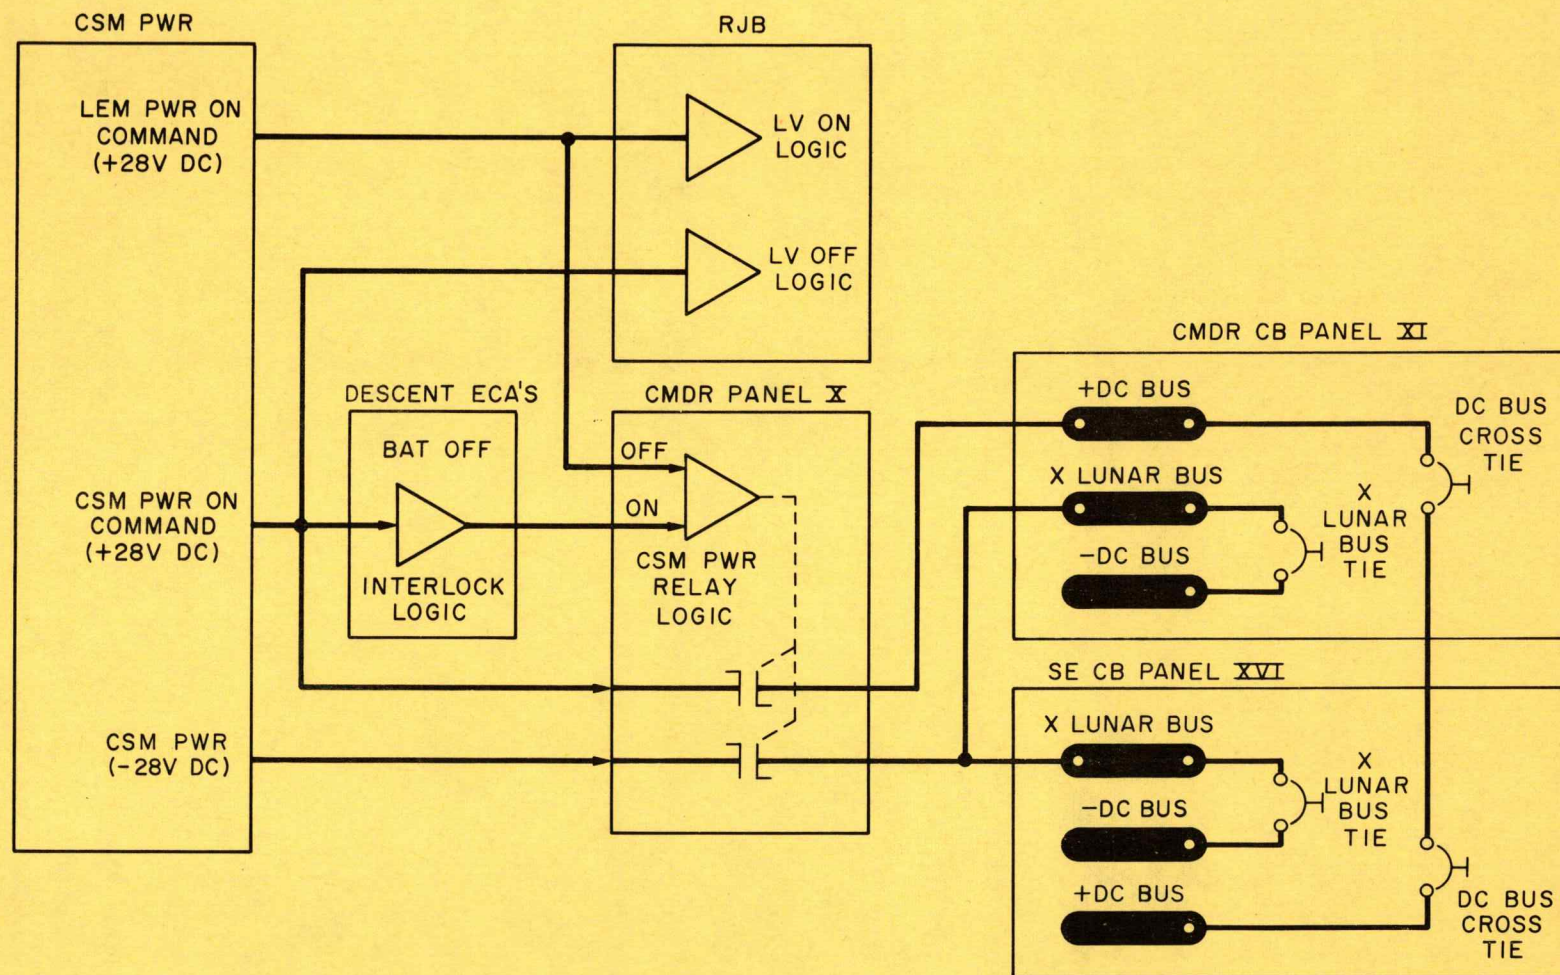 CSM PWR
LEM PWR ON
COMMAND
(+28V DC)
CSM PWR ON
COMMAND
(+28V DC)
CSM PWR
(−28V DC)
RJB
LV ON
LOGIC
LV OFF
LOGIC
DESCENT ECA'S
BAT OFF
INTERLOCK
LOGIC
CMDR PANEL X
OFF
ON
CSM PWR
RELAY
LOGIC
CMDR CB PANEL XI
+DC BUS
X LUNAR BUS
−DC BUS
X
LUNAR
BUS
TIE
DC BUS
CROSS
TIE
SE CB PANEL XVI
X LUNAR BUS
−DC BUS
+DC BUS
X
LUNAR
BUS
TIE
DC BUS
CROSS
TIE